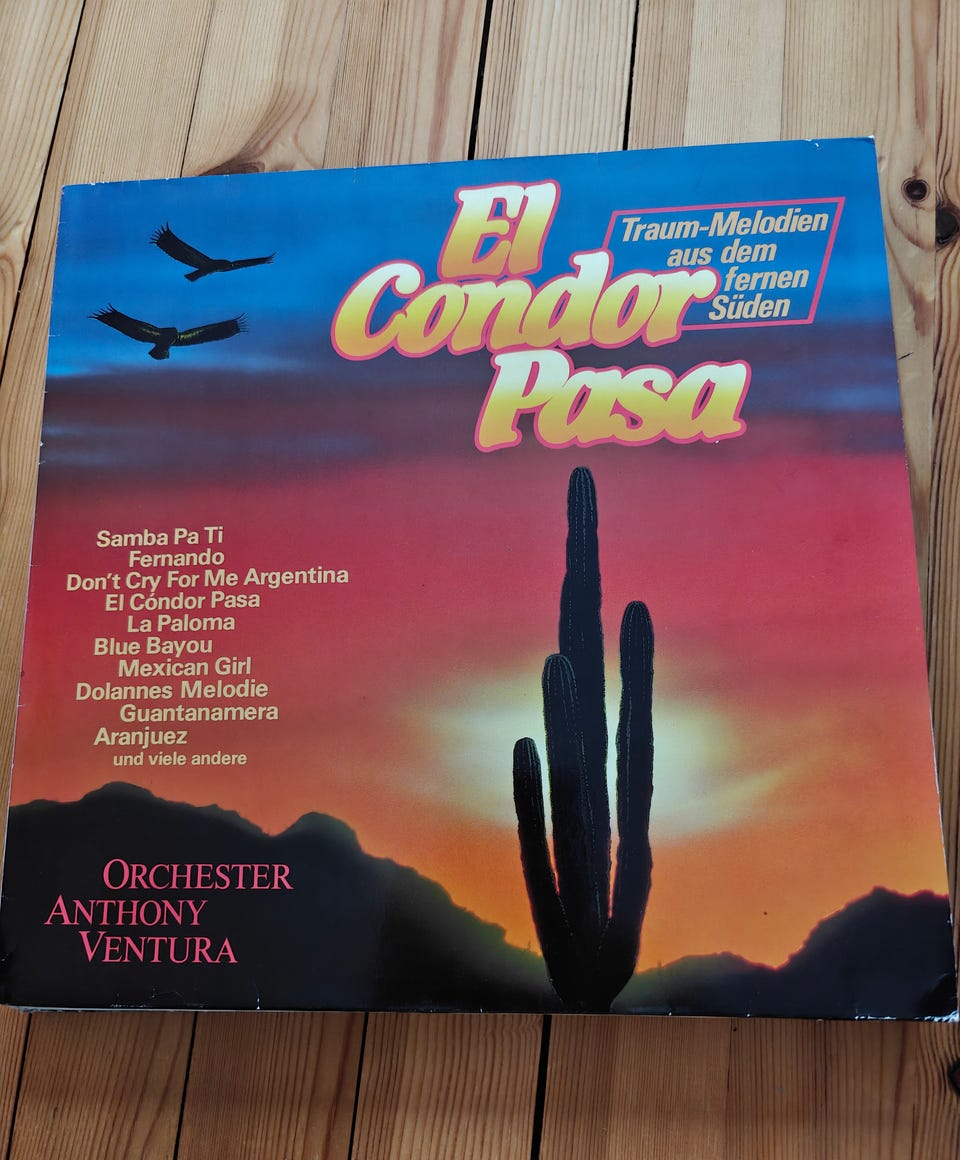 El
Condor
Pasa
Traum-Melodien
aus dem
fernen
Süden
Samba Pa Ti
Fernando
Don't Cry For Me Argentina
El Cóndor Pasa
La Paloma
Blue Bayou
Mexican Girl
Dolannes Melodie
Guantanamera
Aranjuez
und viele andere
ORCHESTER
ANTHONY
VENTURA